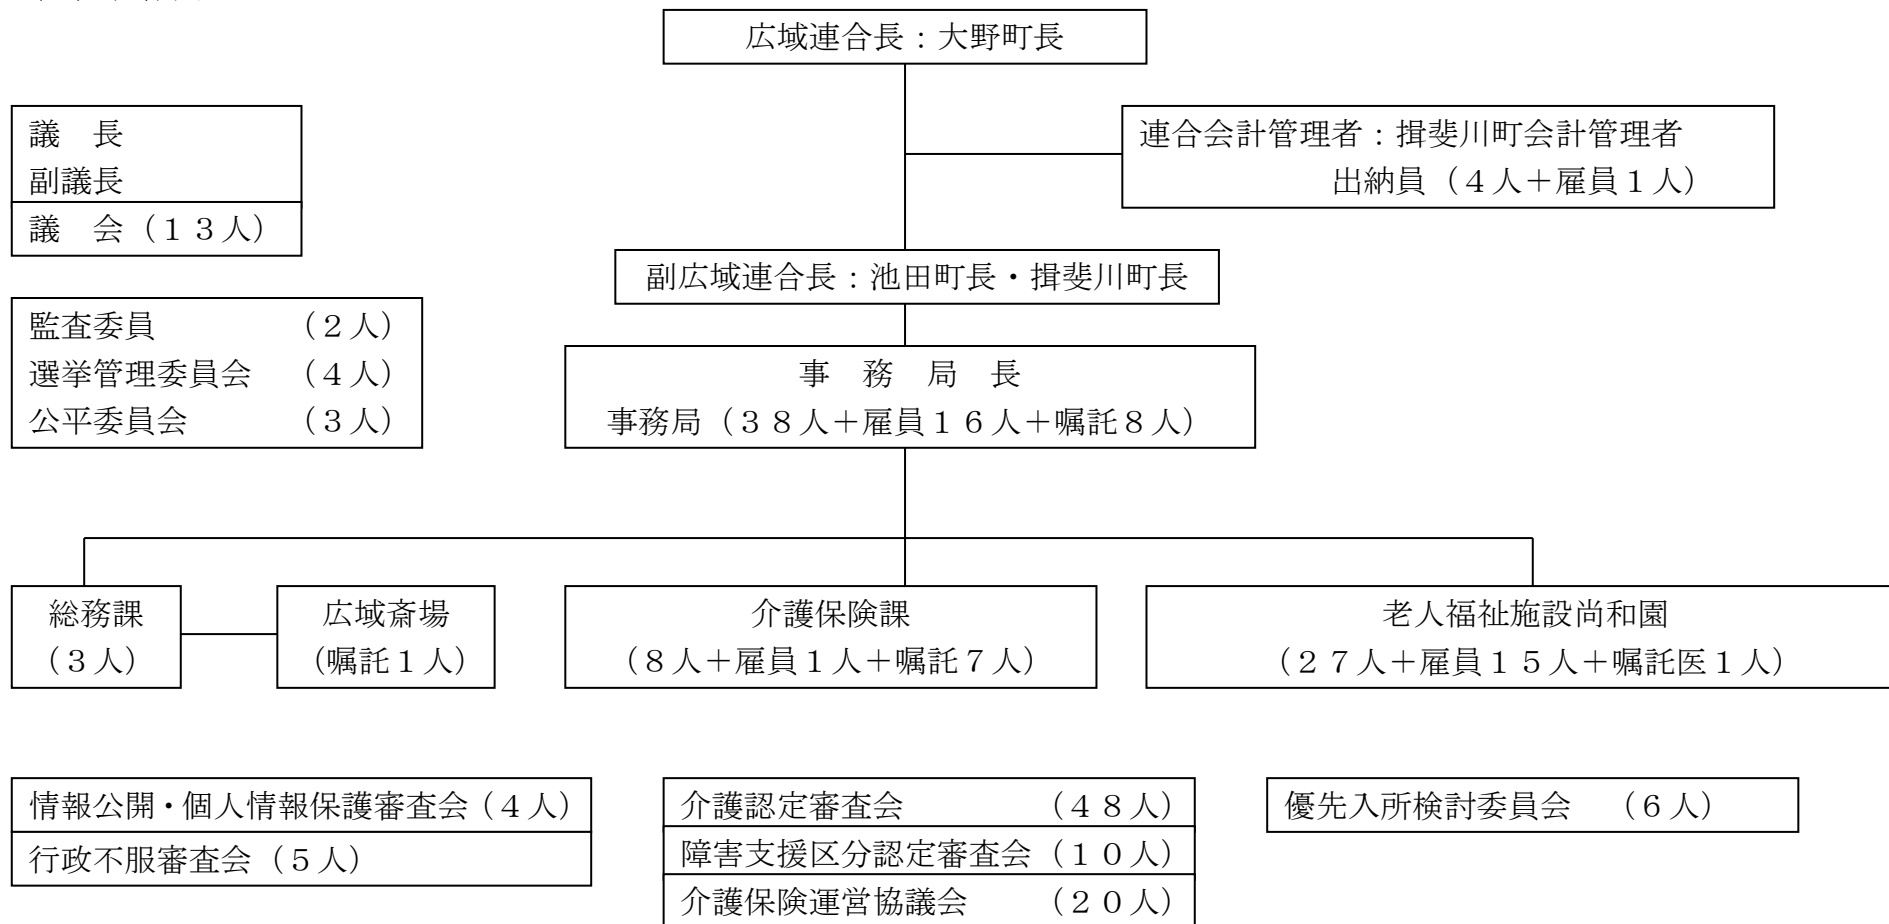 広域連合長：大野町長
議　長
副議長
議　会（１３人）
連合会計管理者：揖斐川町会計管理者
出納員（４人＋雇員１人）
副広域連合長：池田町長・揖斐川町長
監査委員　（２人）
選挙管理委員会　（４人）
公平委員会　（３人）
事　務　局　長
事務局（３８人＋雇員１６人＋嘱託８人）
総務課
（３人）
広域斎場
（嘱託１人）
介護保険課
（８人＋雇員１人＋嘱託７人）
老人福祉施設尚和園
（２７人＋雇員１５人＋嘱託医１人）
情報公開・個人情報保護審査会（４人）
行政不服審査会（５人）
介護認定審査会　（４８人）
障害支援区分認定審査会（１０人）
介護保険運営協議会　（２０人）
優先入所検討委員会　（６人）